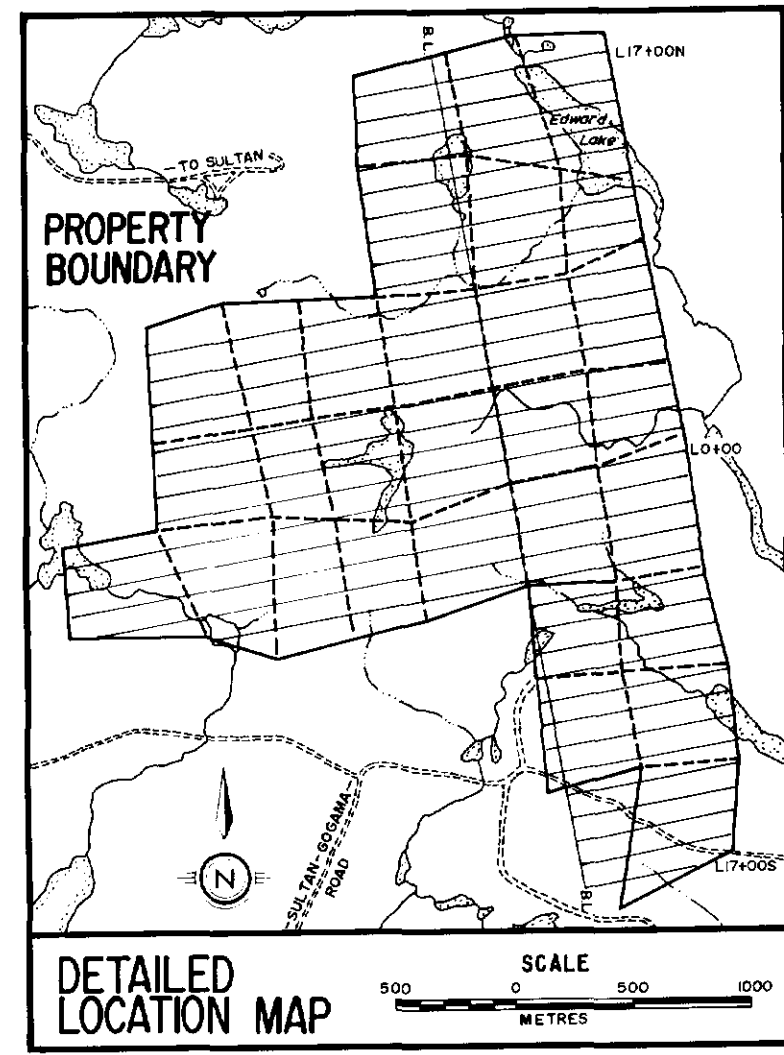 B.L.
L17+00N
Edward
Lake
TO SULTAN
PROPERTY
BOUNDARY
L0+00
SULTAN-GOGAMA
ROAD
N
L17+00S
B.L.
DETAILED
LOCATION MAP
SCALE
500 0 500 1000
METRES